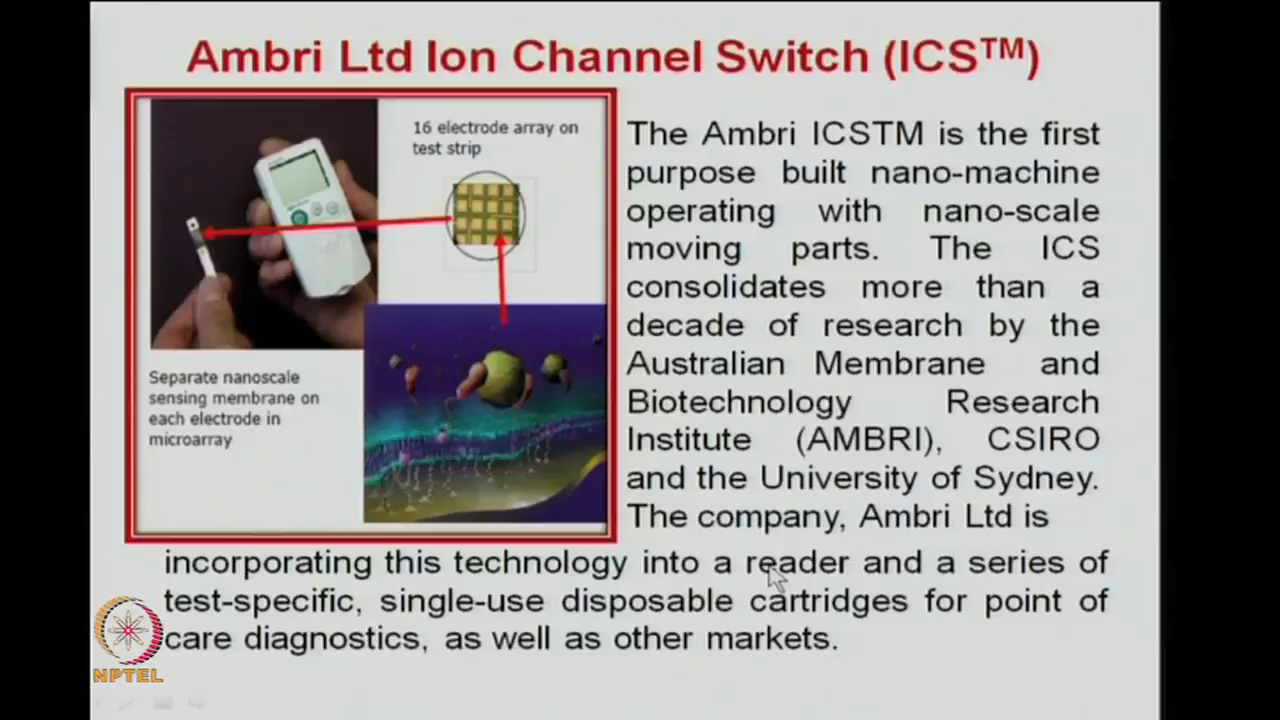 Ambri Ltd Ion Channel Switch (ICS™)
16 electrode array on
test strip
Separate nanoscale
sensing membrane on
each electrode in
microarray
The Ambri ICSTM is the first
purpose built nano-machine
operating with nano-scale
moving parts. The ICS
consolidates more than a
decade of research by the
Australian Membrane and
Biotechnology Research
Institute (AMBRI), CSIRO
and the University of Sydney.
The company, Ambri Ltd is
incorporating this technology into a reader and a series of
test-specific, single-use disposable cartridges for point of
care diagnostics, as well as other markets.
NPTEL